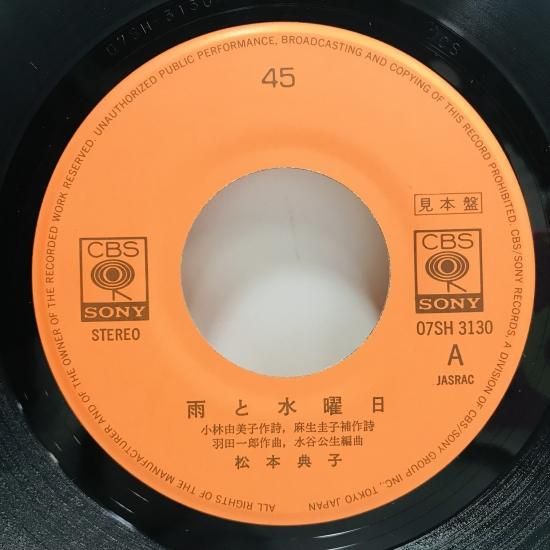 07SH-3130
2CS
UNAUTHORIZED PUBLIC PERFORMANCE, BROADCASTING AND COPYING OF THIS RECORD PROHIBITED. CBS/SONY RECORDS, A DIVISION OF CBS/SONY GROUP INC., TOKYO JAPAN
ALL RIGHTS OF THE MANUFACTURER AND OF THE OWNER OF THE RECORDED WORK RESERVED.
45
見本盤
CBS
SONY
STEREO
CBS
SONY
07SH 3130
A
JASRAC
雨と水曜日
小林由美子作詩, 麻生圭子補作詩
羽田一郎作曲, 水谷公生編曲
松本典子